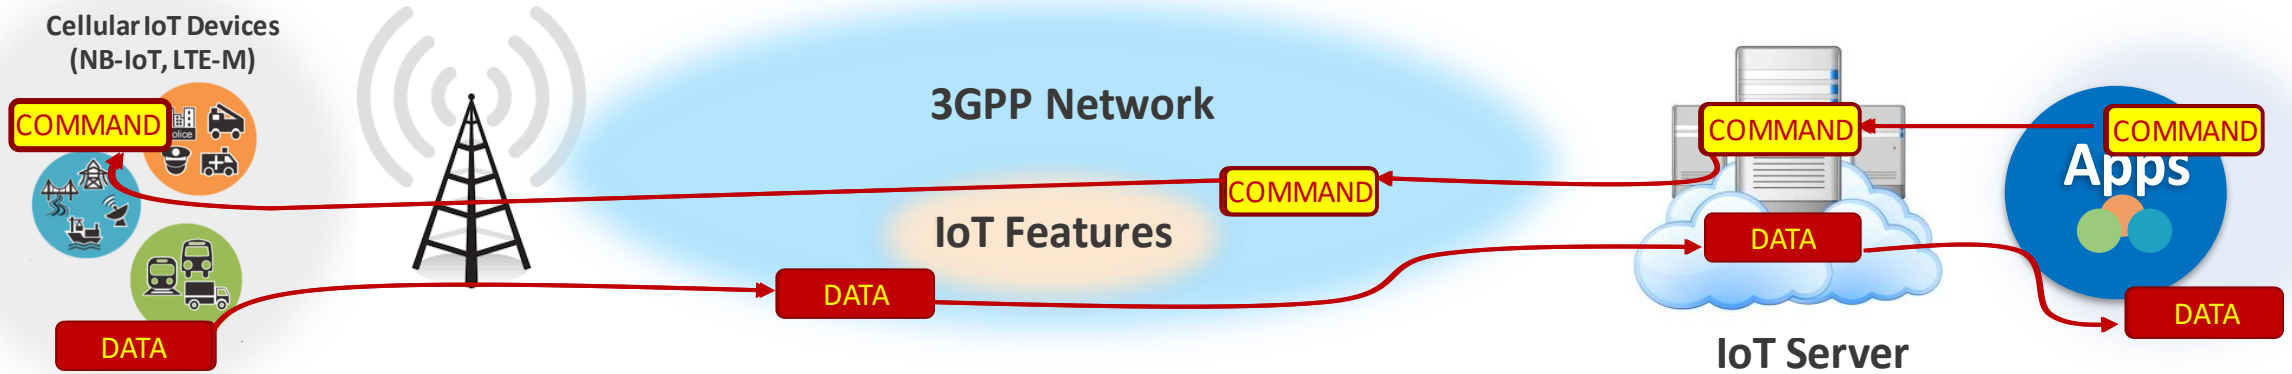 Cellular IoT Devices
(NB-IoT, LTE-M)
COMMAND
Police
DATA
3GPP Network
COMMAND
IoT Features
DATA
COMMAND
DATA
IoT Server
COMMAND
Apps
DATA